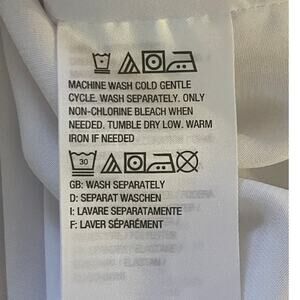 MACHINE WASH COLD GENTLE
CYCLE. WASH SEPARATELY. ONLY
NON-CHLORINE BLEACH WHEN
NEEDED. TUMBLE DRY LOW. WARM
IRON IF NEEDED
30
GB: WASH SEPARATELY
D: SEPARAT WASCHEN
I: LAVARE SEPARATAMENTE
F: LAVER SÉPARÉMENT